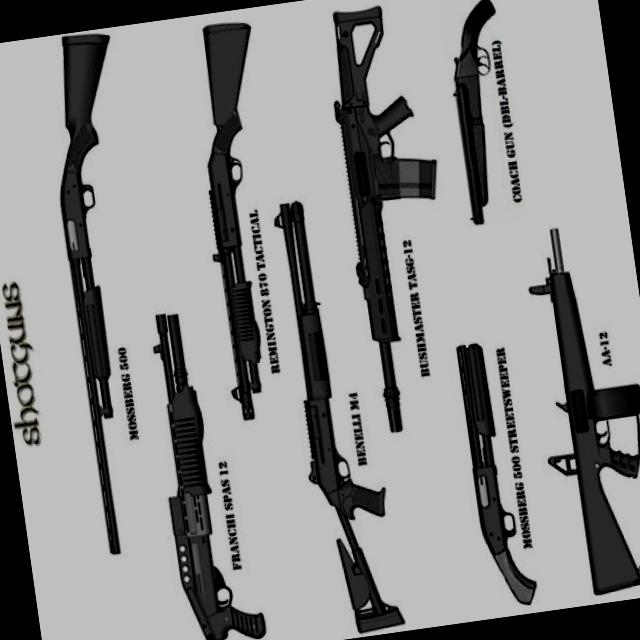 shotguns
MOSSBERG 500
FRANCHI SPAS 12
REMINGTON 870 TACTICAL
BENELLI M4
BUSHMASTER TASG-12
COACH GUN (DBL-BARREL)
MOSSBERG 500 STREETSWEEPER
AA-12